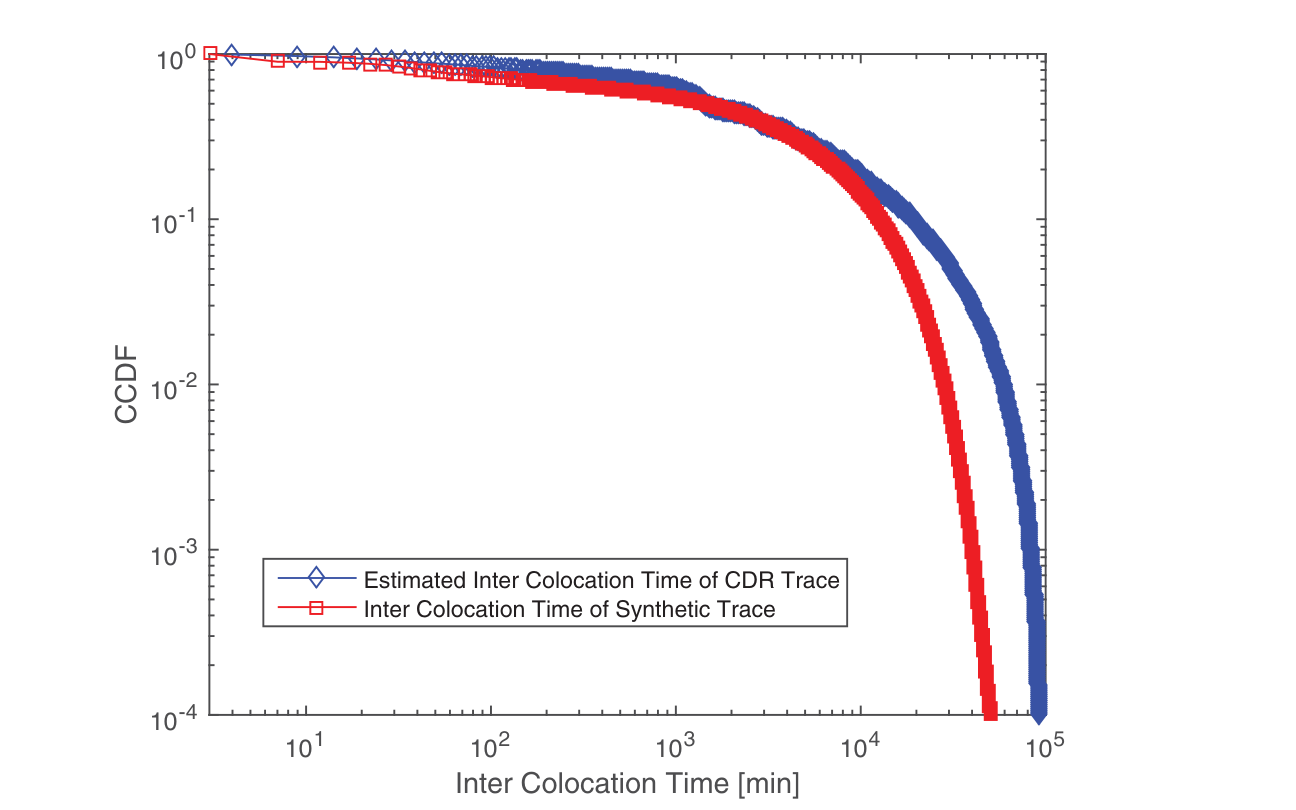 10^0
10^-1
10^-2
10^-3
10^-4
CCDF
Estimated Inter Colocation Time of CDR Trace
Inter Colocation Time of Synthetic Trace
10^1 10^2 10^3 10^4 10^5
Inter Colocation Time [min]